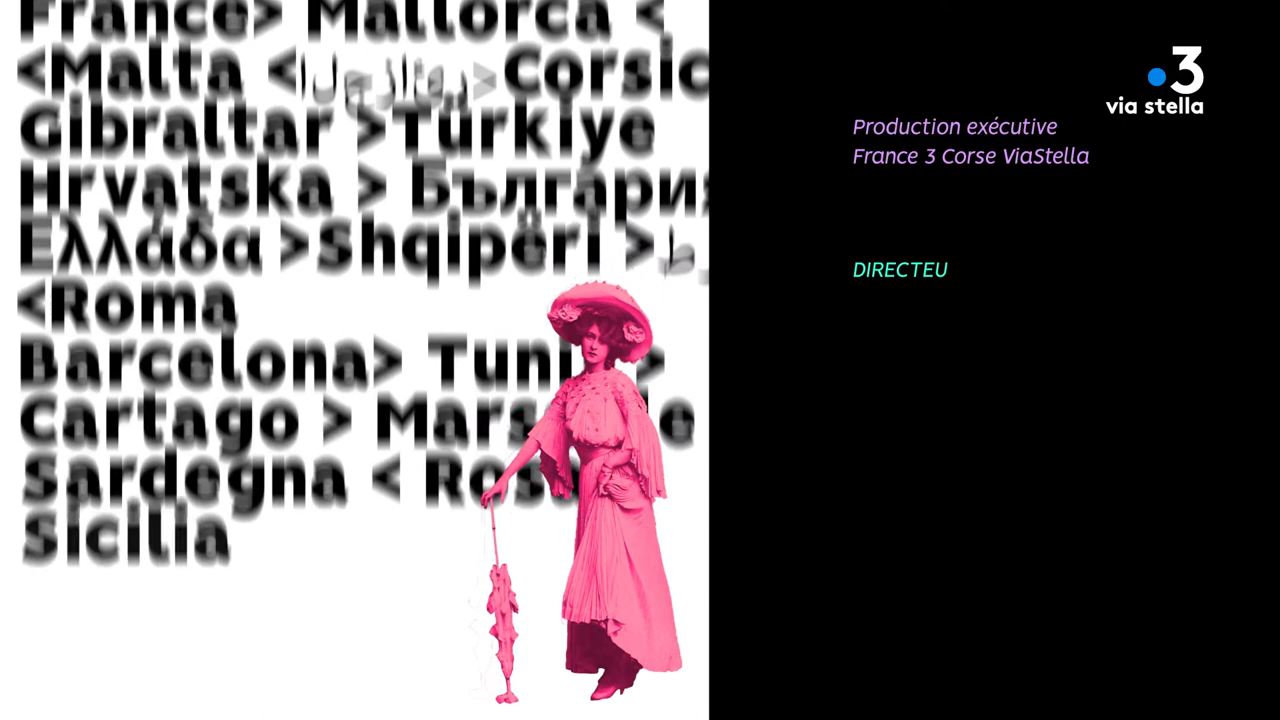 France> Mallorca <
<Malta < >Corsic
Gibraltar >Türkiye
Hrvatska > Българи
Ελλάδα >Shqipëri >
<Roma
Barcelona> Tuni >
Cartago > Mars e
Sardegna < Ros
Sicilia
3
via stella
Production exécutive
France 3 Corse ViaStella
DIRECTEU